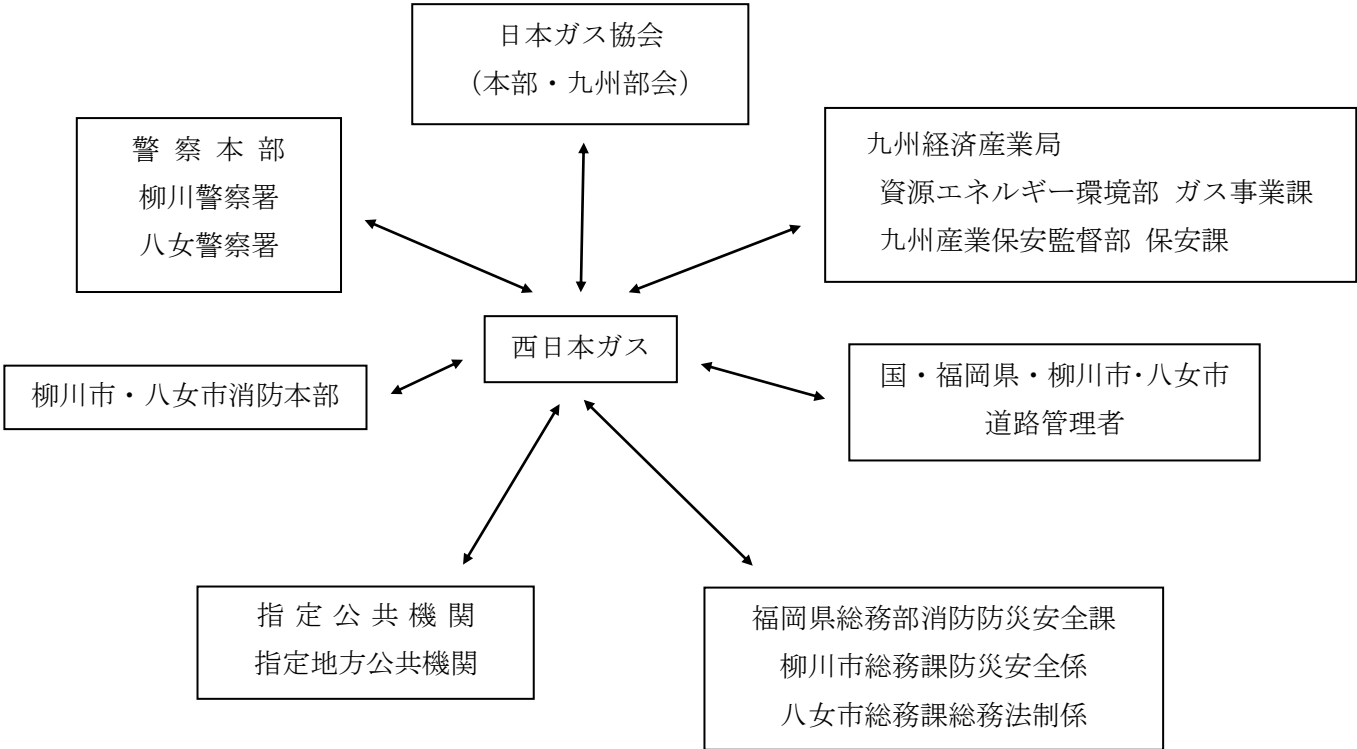 日本ガス協会
（本部・九州部会）
警 察 本 部
柳川警察署
八女警察署
九州経済産業局
資源エネルギー環境部 ガス事業課
九州産業保安監督部 保安課
西日本ガス
柳川市・八女市消防本部
国・福岡県・柳川市・八女市
道路管理者
指 定 公 共 機 関
指定地方公共機関
福岡県総務部消防防災安全課
柳川市総務課防災安全係
八女市総務課総務法制係